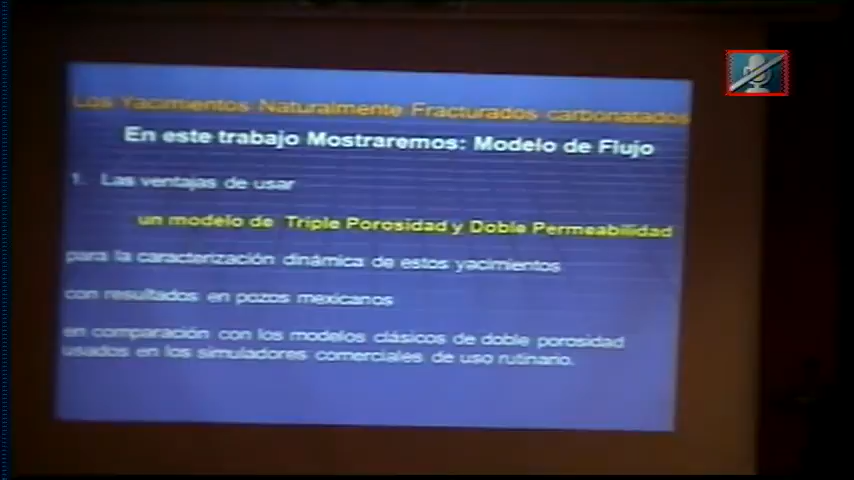 Los Yacimientos Naturalmente Fracturados carbonatados
En este trabajo Mostraremos: Modelo de Flujo
1. Las ventajas de usar
un modelo de Triple Porosidad y Doble Permeabilidad
para la caracterización dinámica de estos yacimientos
con resultados en pozos mexicanos
en comparación con los modelos clásicos de doble porosidad
usados en los simuladores comerciales de uso rutinario.